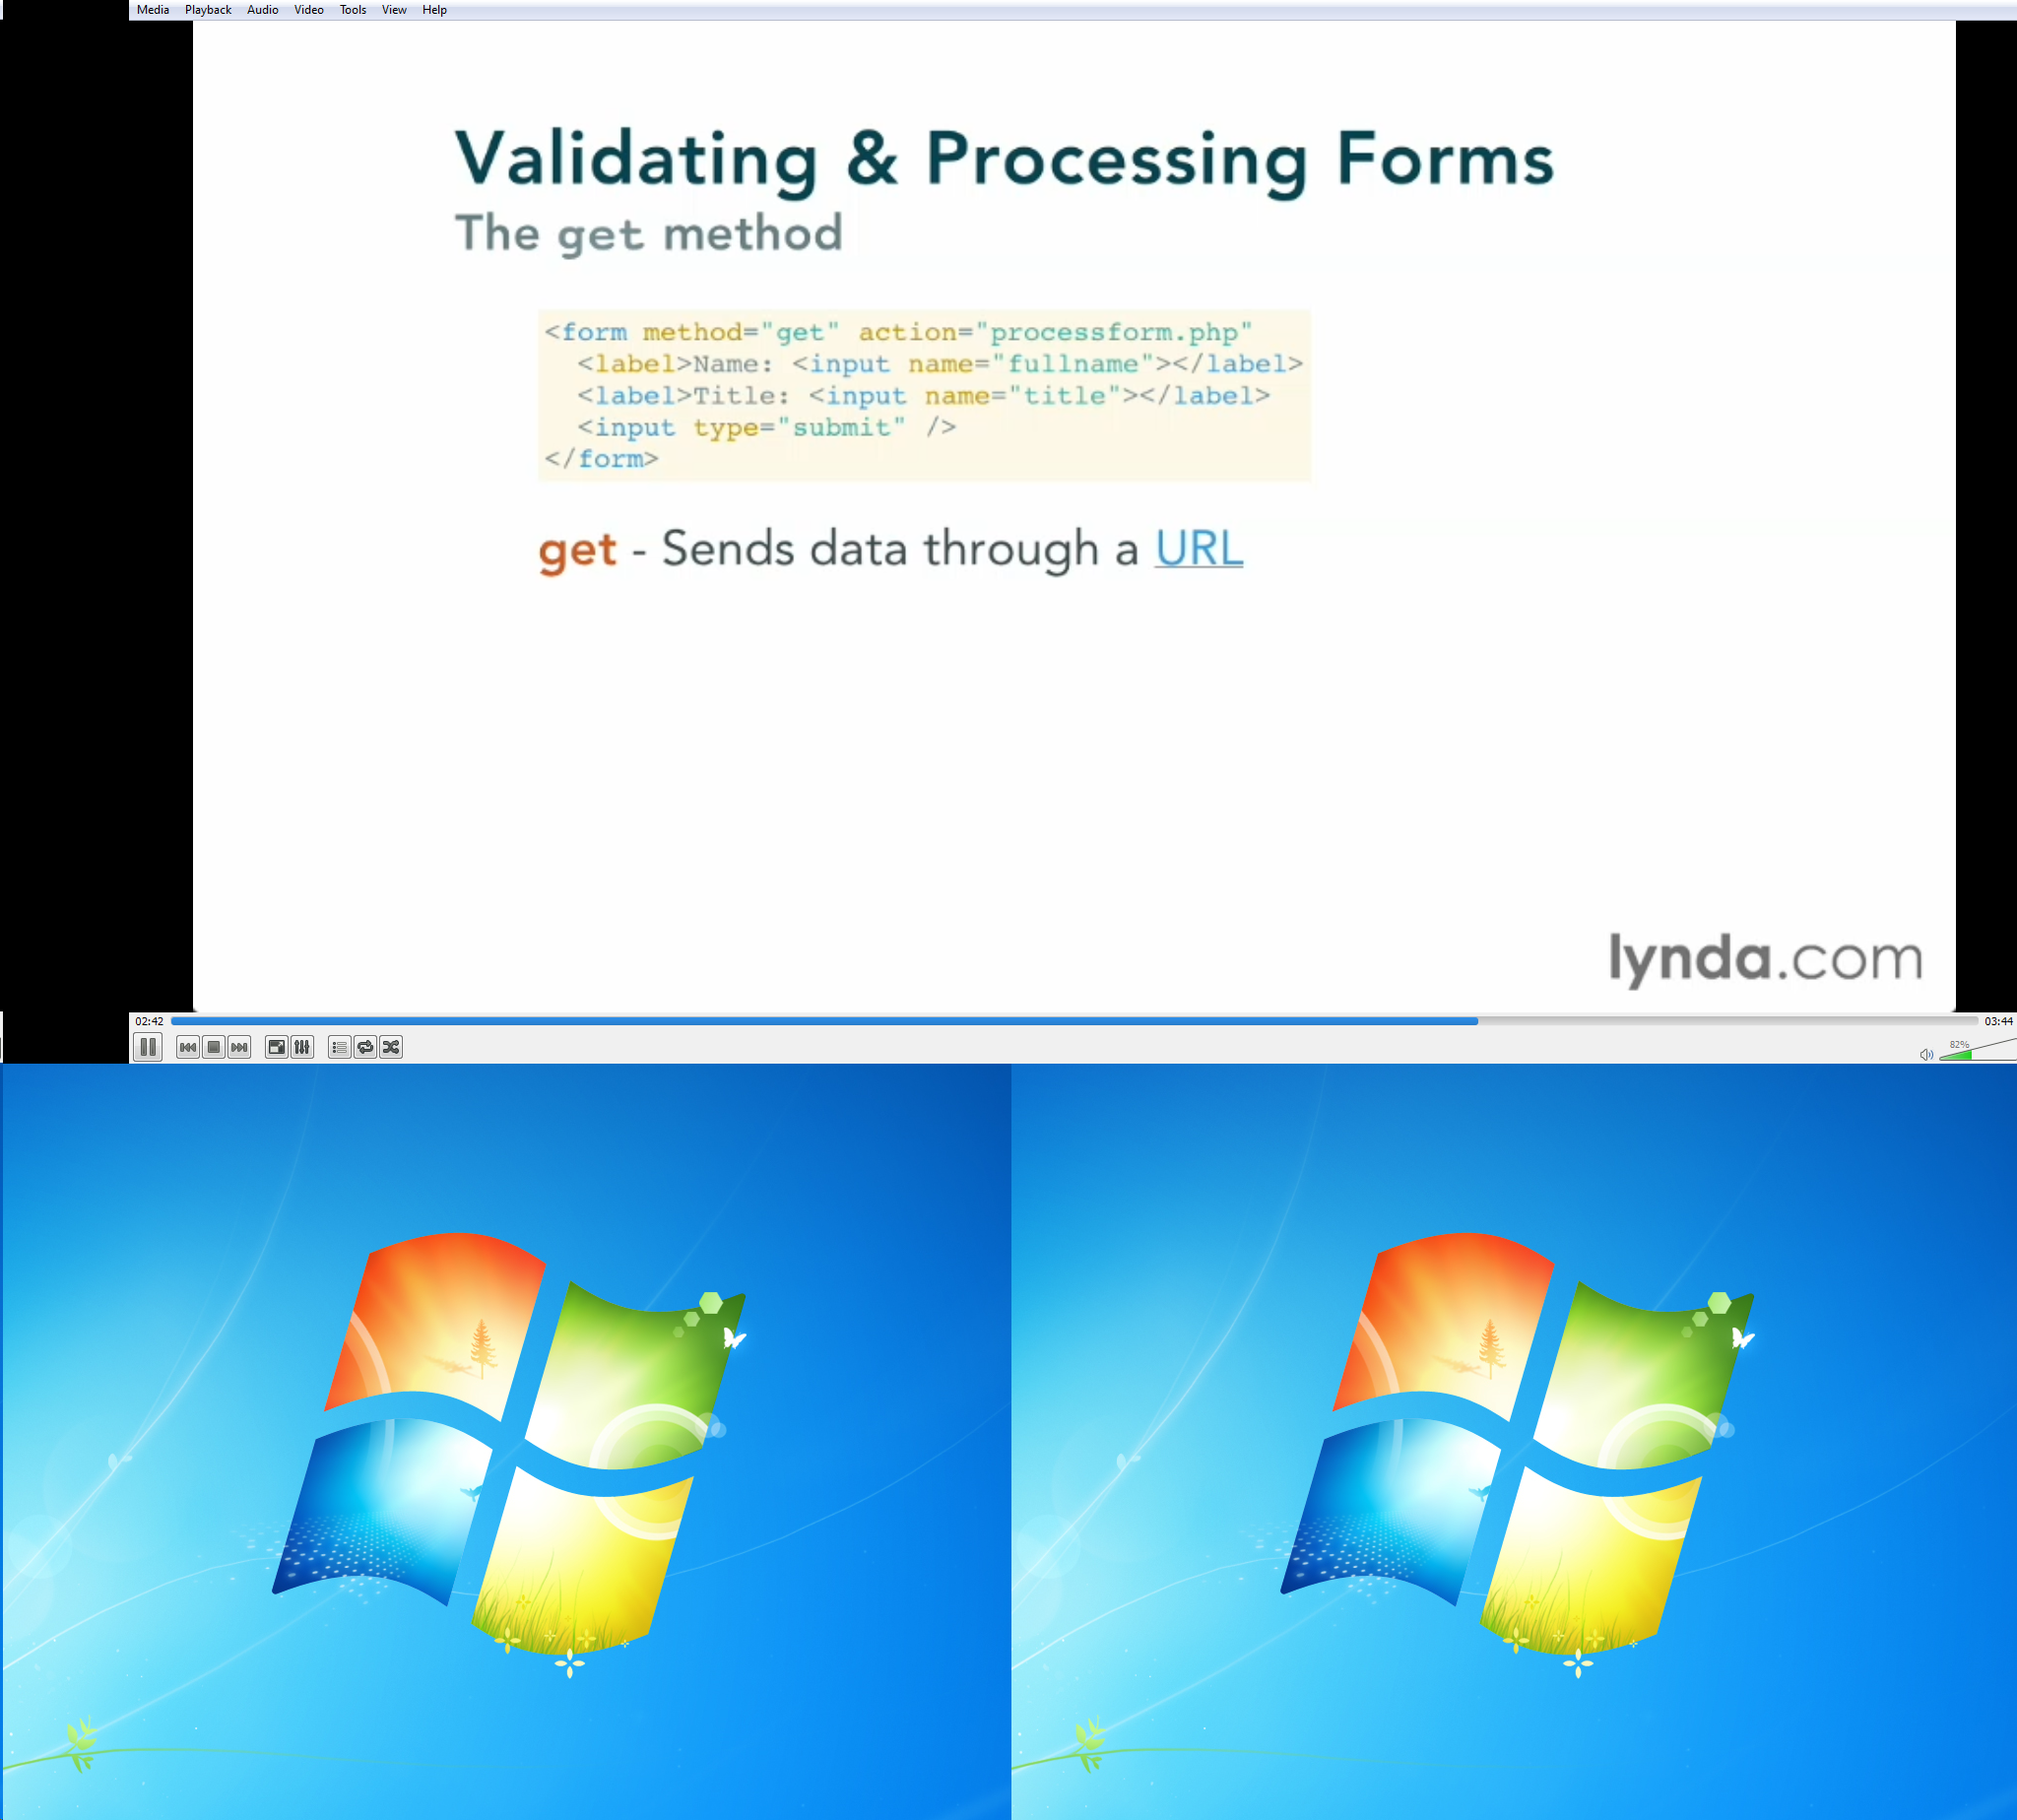 Media Playback Audio Video Tools View Help
Validating & Processing Forms
The get method
<form method="get" action="processform.php"
<label>Name: <input name="fullname"></label>
<label>Title: <input name="title"></label>
<input type="submit" />
</form>
get - Sends data through a URL
lynda.com
02:42 03:44
82%